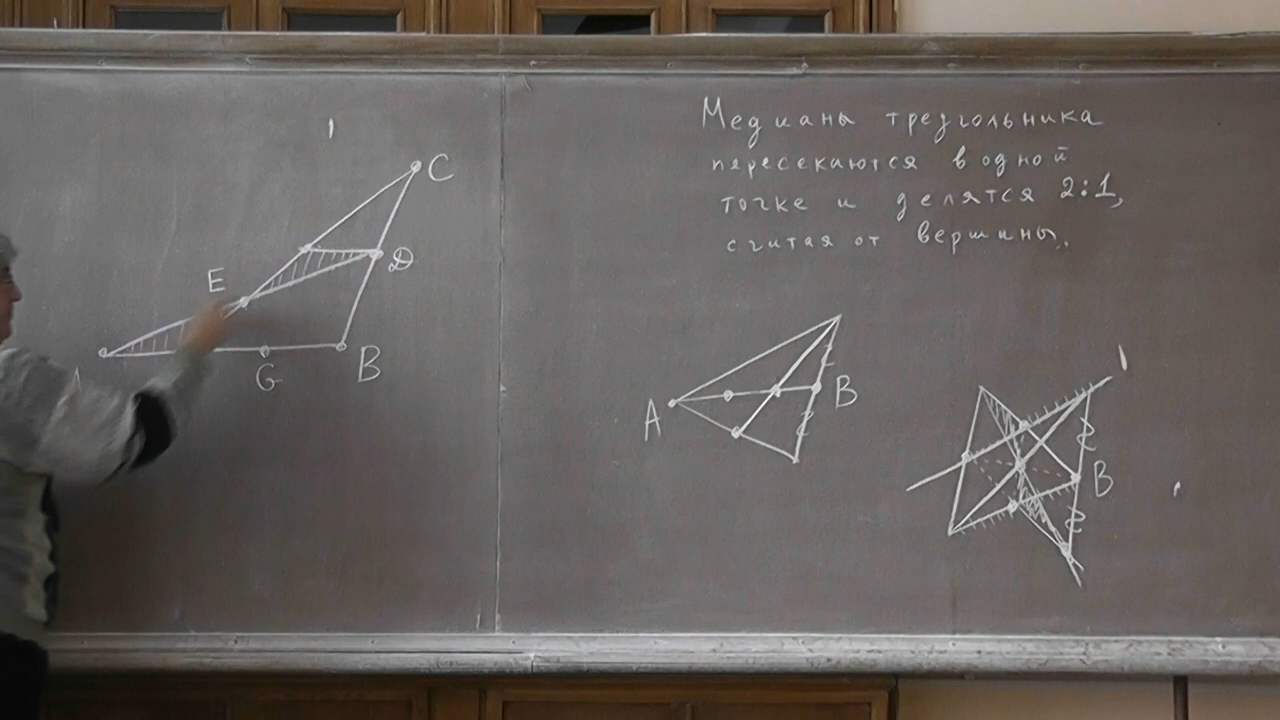 Медианы треугольника
пересекаются в одной
точке и делятся 2:1,
считая от вершины.
C
E
D
G
B
A
B
B